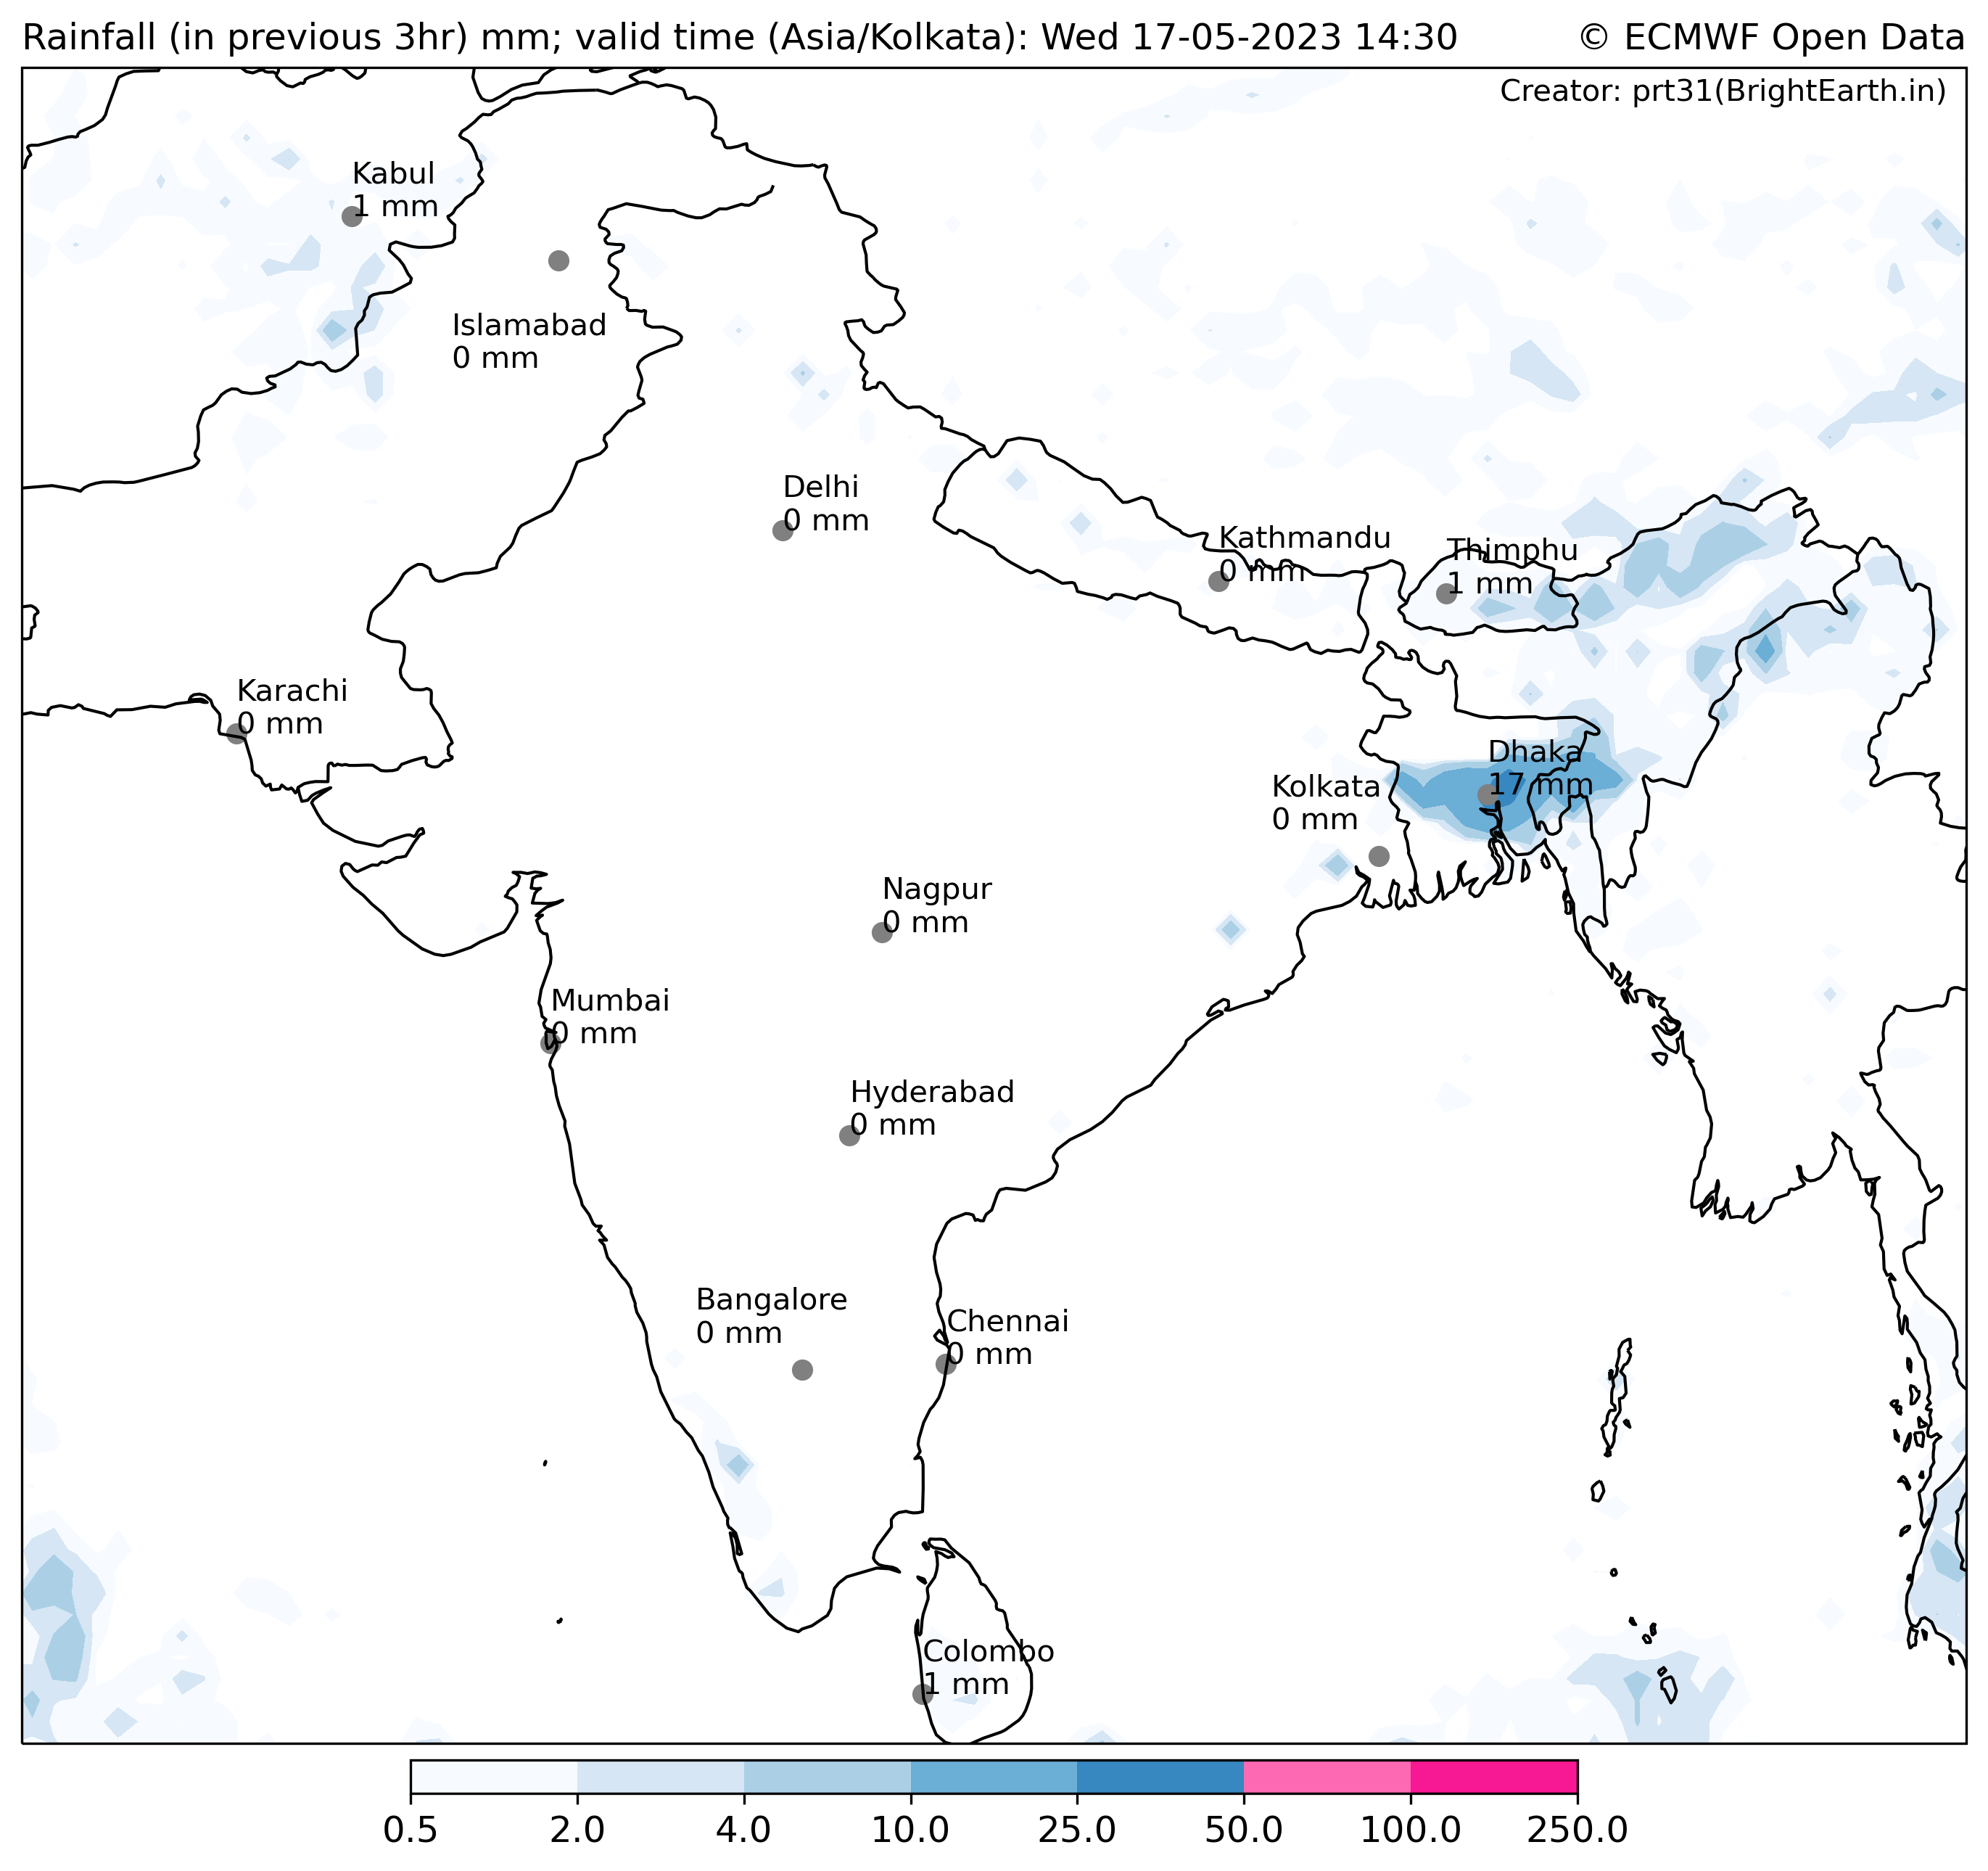 Rainfall (in previous 3hr) mm; valid time (Asia/Kolkata): Wed 17-05-2023 14:30
© ECMWF Open Data
Creator: prt31(BrightEarth.in)
Kabul
1 mm
Islamabad
0 mm
Delhi
0 mm
Kathmandu
0 mm
Thimphu
1 mm
Karachi
0 mm
Dhaka
17 mm
Kolkata
0 mm
Nagpur
0 mm
Mumbai
0 mm
Hyderabad
0 mm
Bangalore
0 mm
Chennai
0 mm
Colombo
1 mm
0.5 2.0 4.0 10.0 25.0 50.0 100.0 250.0